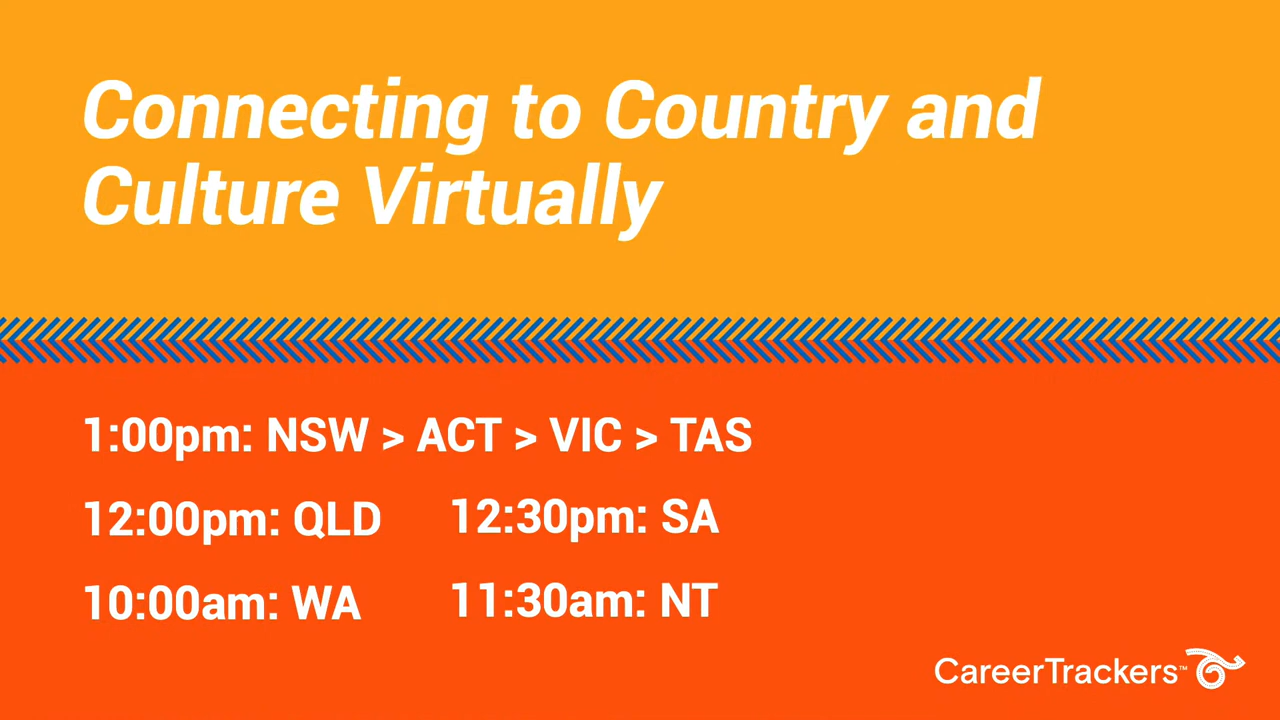 Connecting to Country and
Culture Virtually
1:00pm: NSW > ACT > VIC > TAS
12:00pm: QLD 12:30pm: SA
10:00am: WA 11:30am: NT
CareerTrackers™